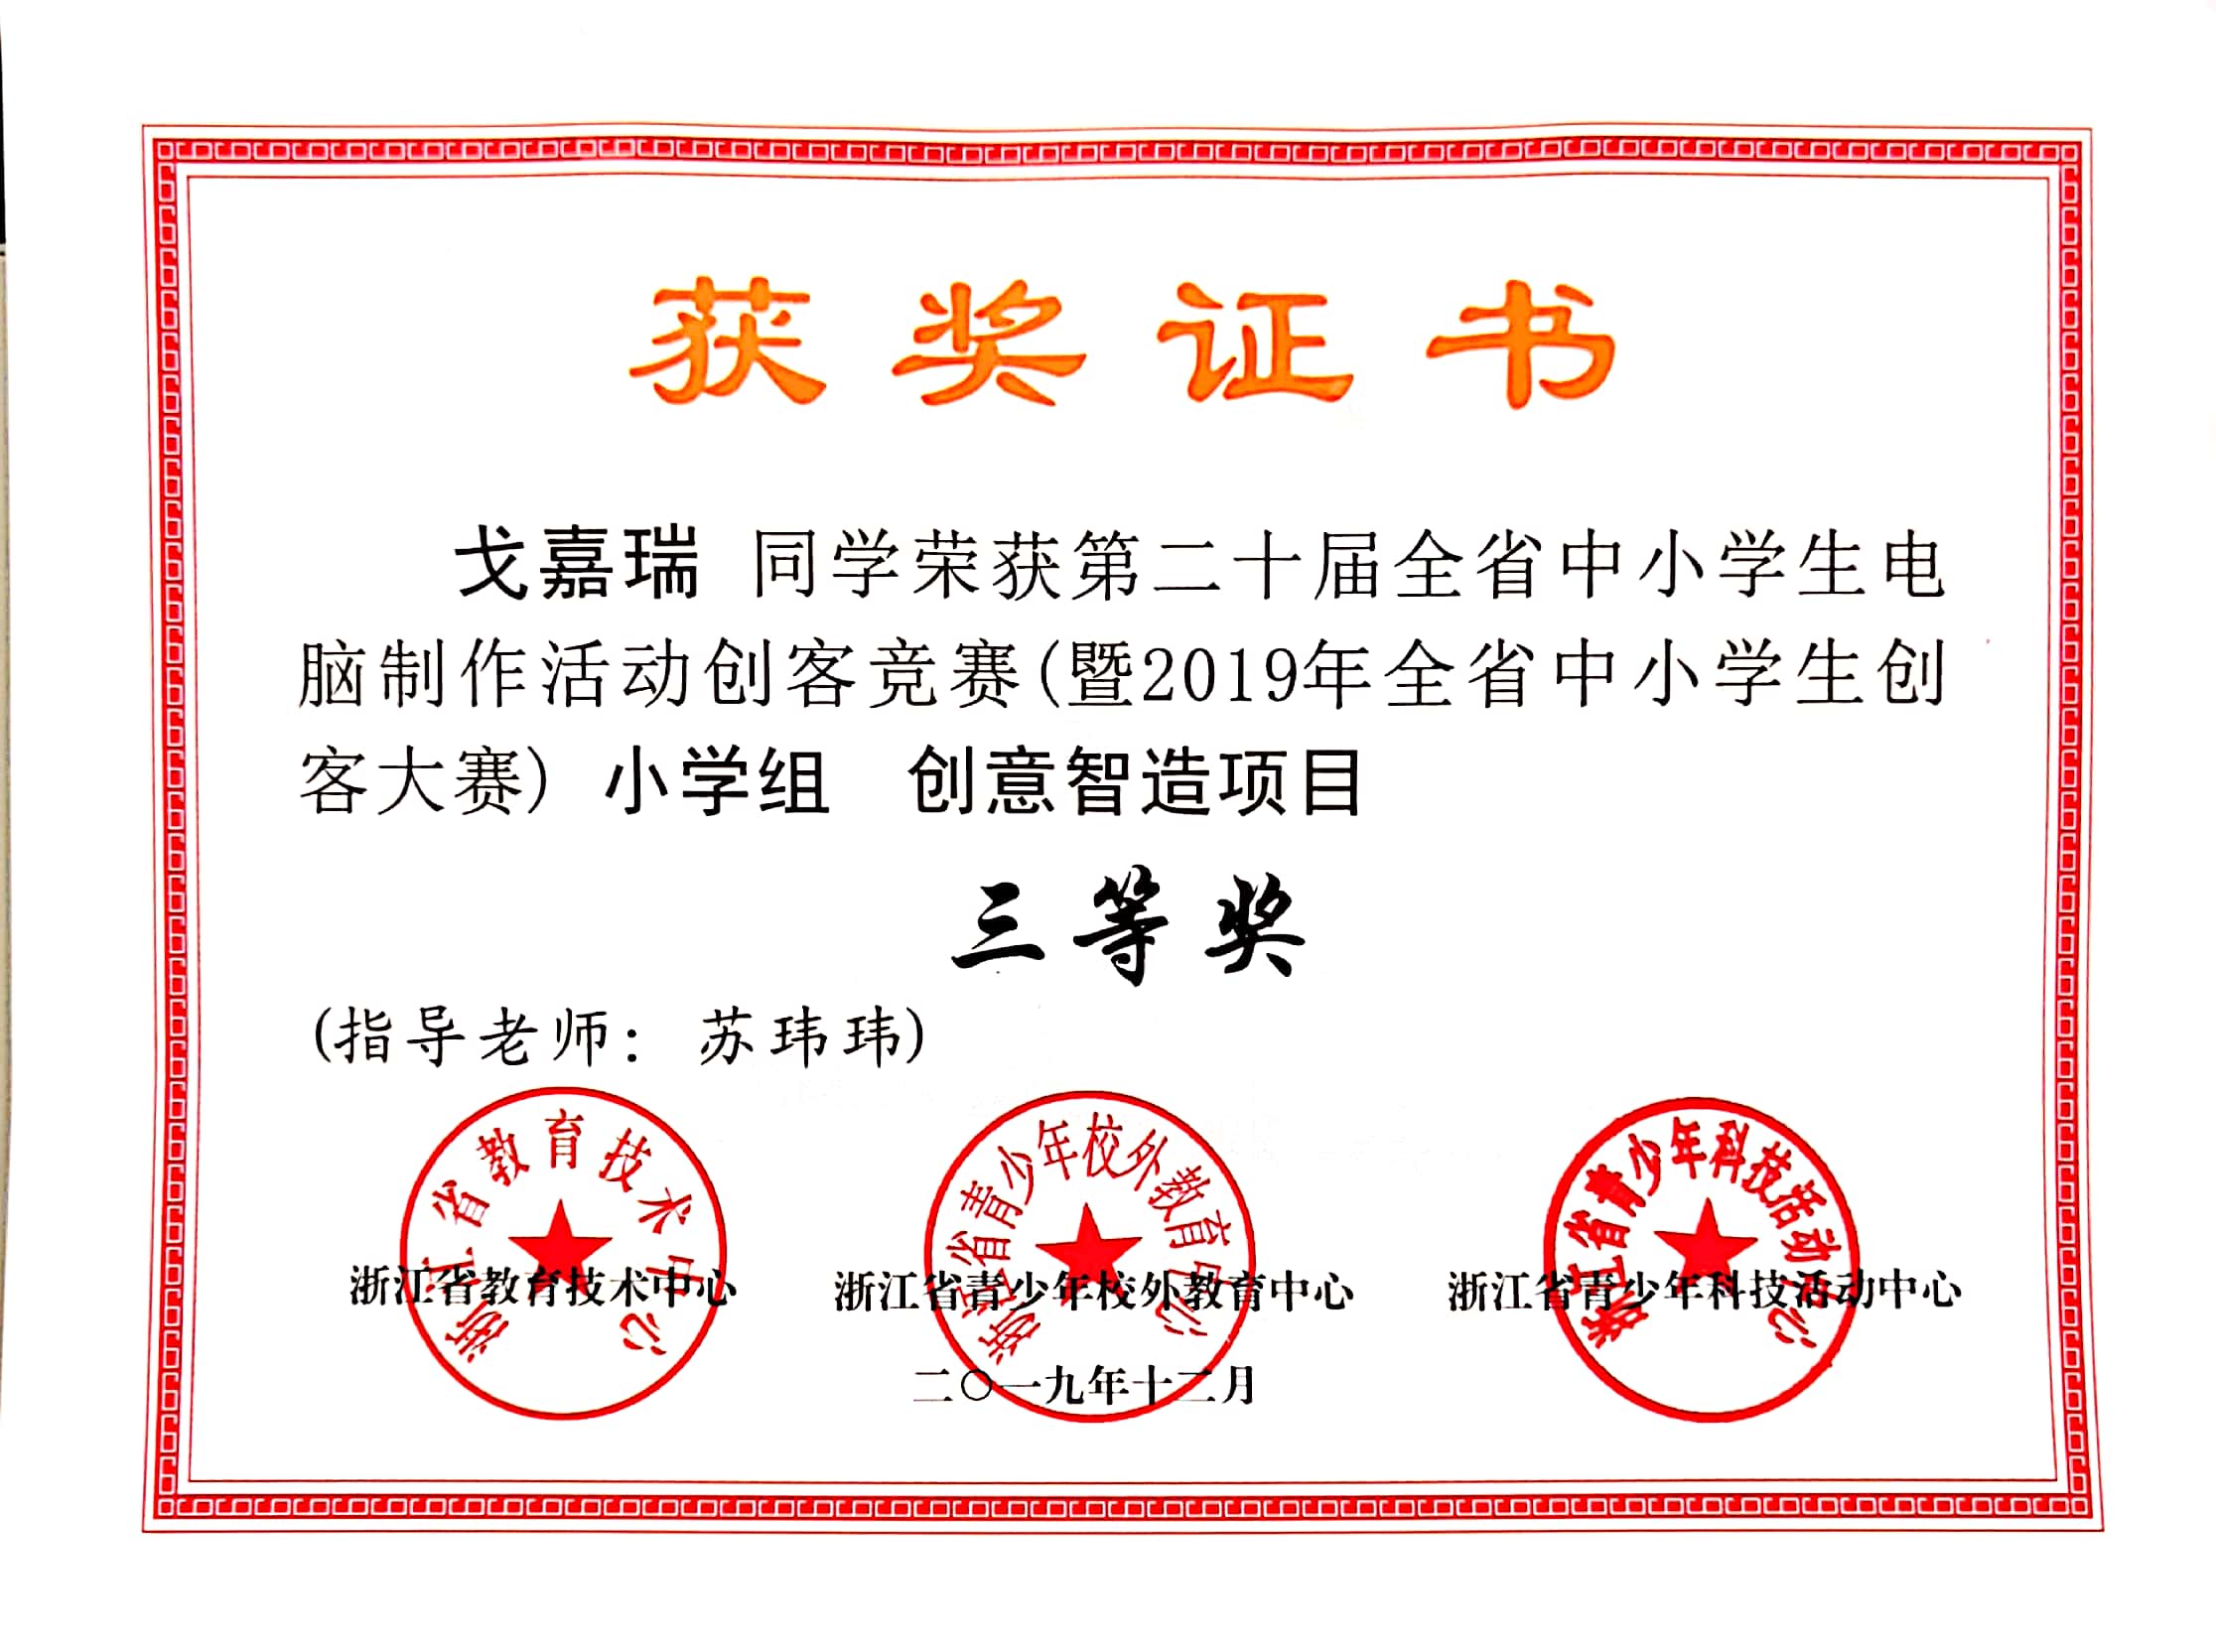 获奖证书
戈嘉瑞 同学荣获第二十届全省中小学生电
脑制作活动创客竞赛(暨2019年全省中小学生创
客大赛) 小学组 创意智造项目
三等奖
(指导老师: 苏玮玮)
浙江省教育技术中心
浙江省青少年校外教育中心
浙江省青少年科技活动中心
浙江省教育技术中心 浙江省青少年校外教育中心 浙江省青少年科技活动中心
二〇一九年十二月